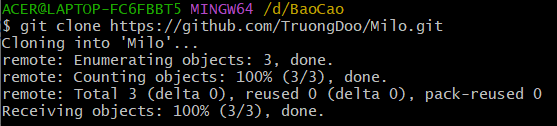 ACER@LAPTOP-FC6FBBT5 MINGW64 /d/BaoCao
$ git clone https://github.com/TruongDoo/Milo.git
Cloning into 'Milo'...
remote: Enumerating objects: 3, done.
remote: Counting objects: 100% (3/3), done.
remote: Total 3 (delta 0), reused 0 (delta 0), pack-reused 0
Receiving objects: 100% (3/3), done.